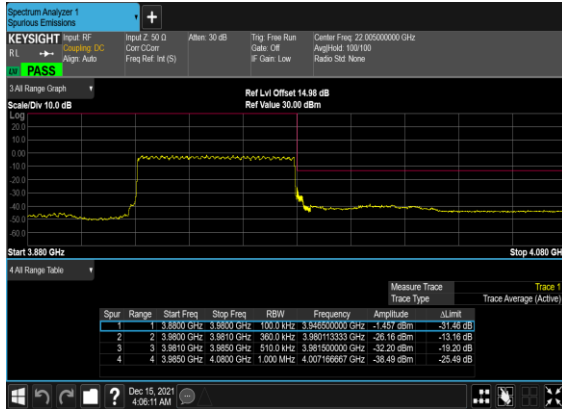 Spectrum Analyzer 1
Spurious Emissions
KEYSIGHT Input: RF Input Z: 50 Ω Atten: 30 dB Trig: Free Run Center Freq: 22.005000000 GHz
RL Coupling: DC Corr CCorr Gate: Off Avg|Hold: 100/100
Align: Auto Freq Ref: Int (S) IF Gain: Low Radio Std: None
PASS
3 All Range Graph Ref Lvl Offset 14.98 dB
Scale/Div 10.0 dB Ref Value 30.00 dBm
Log
20.0
10.0
0.00
-10.0
-20.0
-30.0
-40.0
-50.0
-60.0
Start 3.880 GHz Stop 4.080 GH
4 All Range Table
Measure Trace Trace 1
Trace Type Trace Average (Active)
Spur Range Start Freq Stop Freq RBW Frequency Amplitude ΔLimit
1 1 3.8800 GHz 3.9800 GHz 100.0 kHz 3.946500000 GHz -1.457 dBm -31.46 dB
2 2 3.9800 GHz 3.9810 GHz 360.0 kHz 3.980113333 GHz -26.16 dBm -13.16 dB
3 3 3.9810 GHz 3.9850 GHz 510.0 kHz 3.981500000 GHz -32.20 dBm -19.20 dB
4 4 3.9850 GHz 4.0800 GHz 1.000 MHz 4.007166667 GHz -38.49 dBm -25.49 dB
Dec 15, 2021
4:06:11 AM